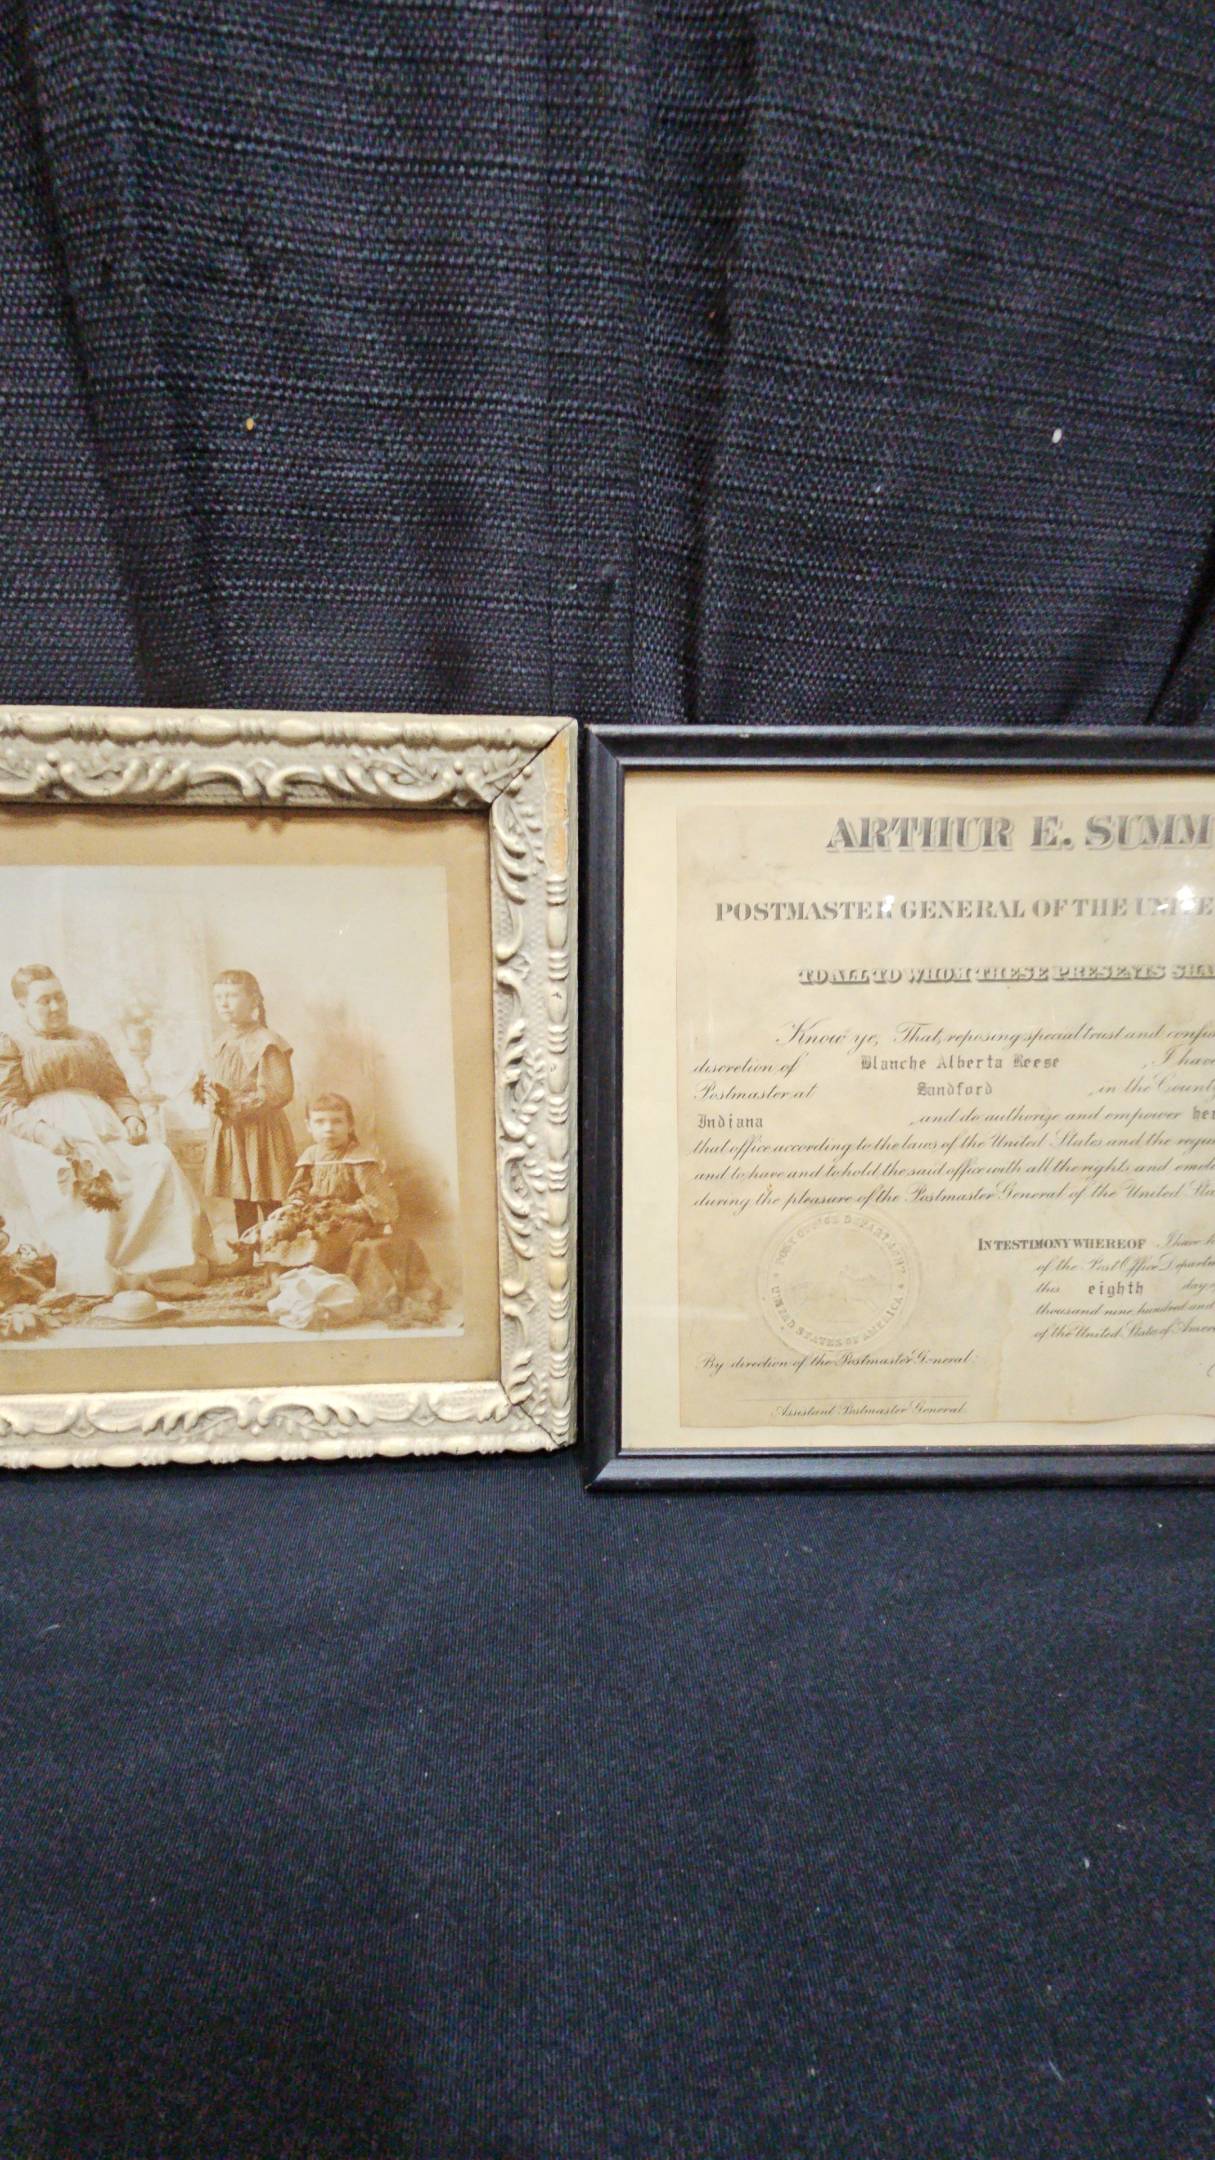 ARTHUR E. SUMM
POSTMASTER GENERAL OF THE UNITE
TO ALL TO WHOM THESE PRESENTS SHA
Know ye, That, reposing special trust and confi
discretion of Blanche Alberta Reese , I have
Postmaster at Sandford , in the County
Indiana , and do authorize and empower her
that office according to the laws of the United States and the regu
and to have and to hold the said office with all the rights and emol
during the pleasure of the Postmaster General of the United Sta
POST OFFICE DEPARTMENT
UNITED STATES OF AMERICA
IN TESTIMONY WHEREOF , I have h
of the Post Office Departm
this eighth day o
thousand nine hundred and
of the United States of Ameri
By direction of the Postmaster General:
Assistant Postmaster General